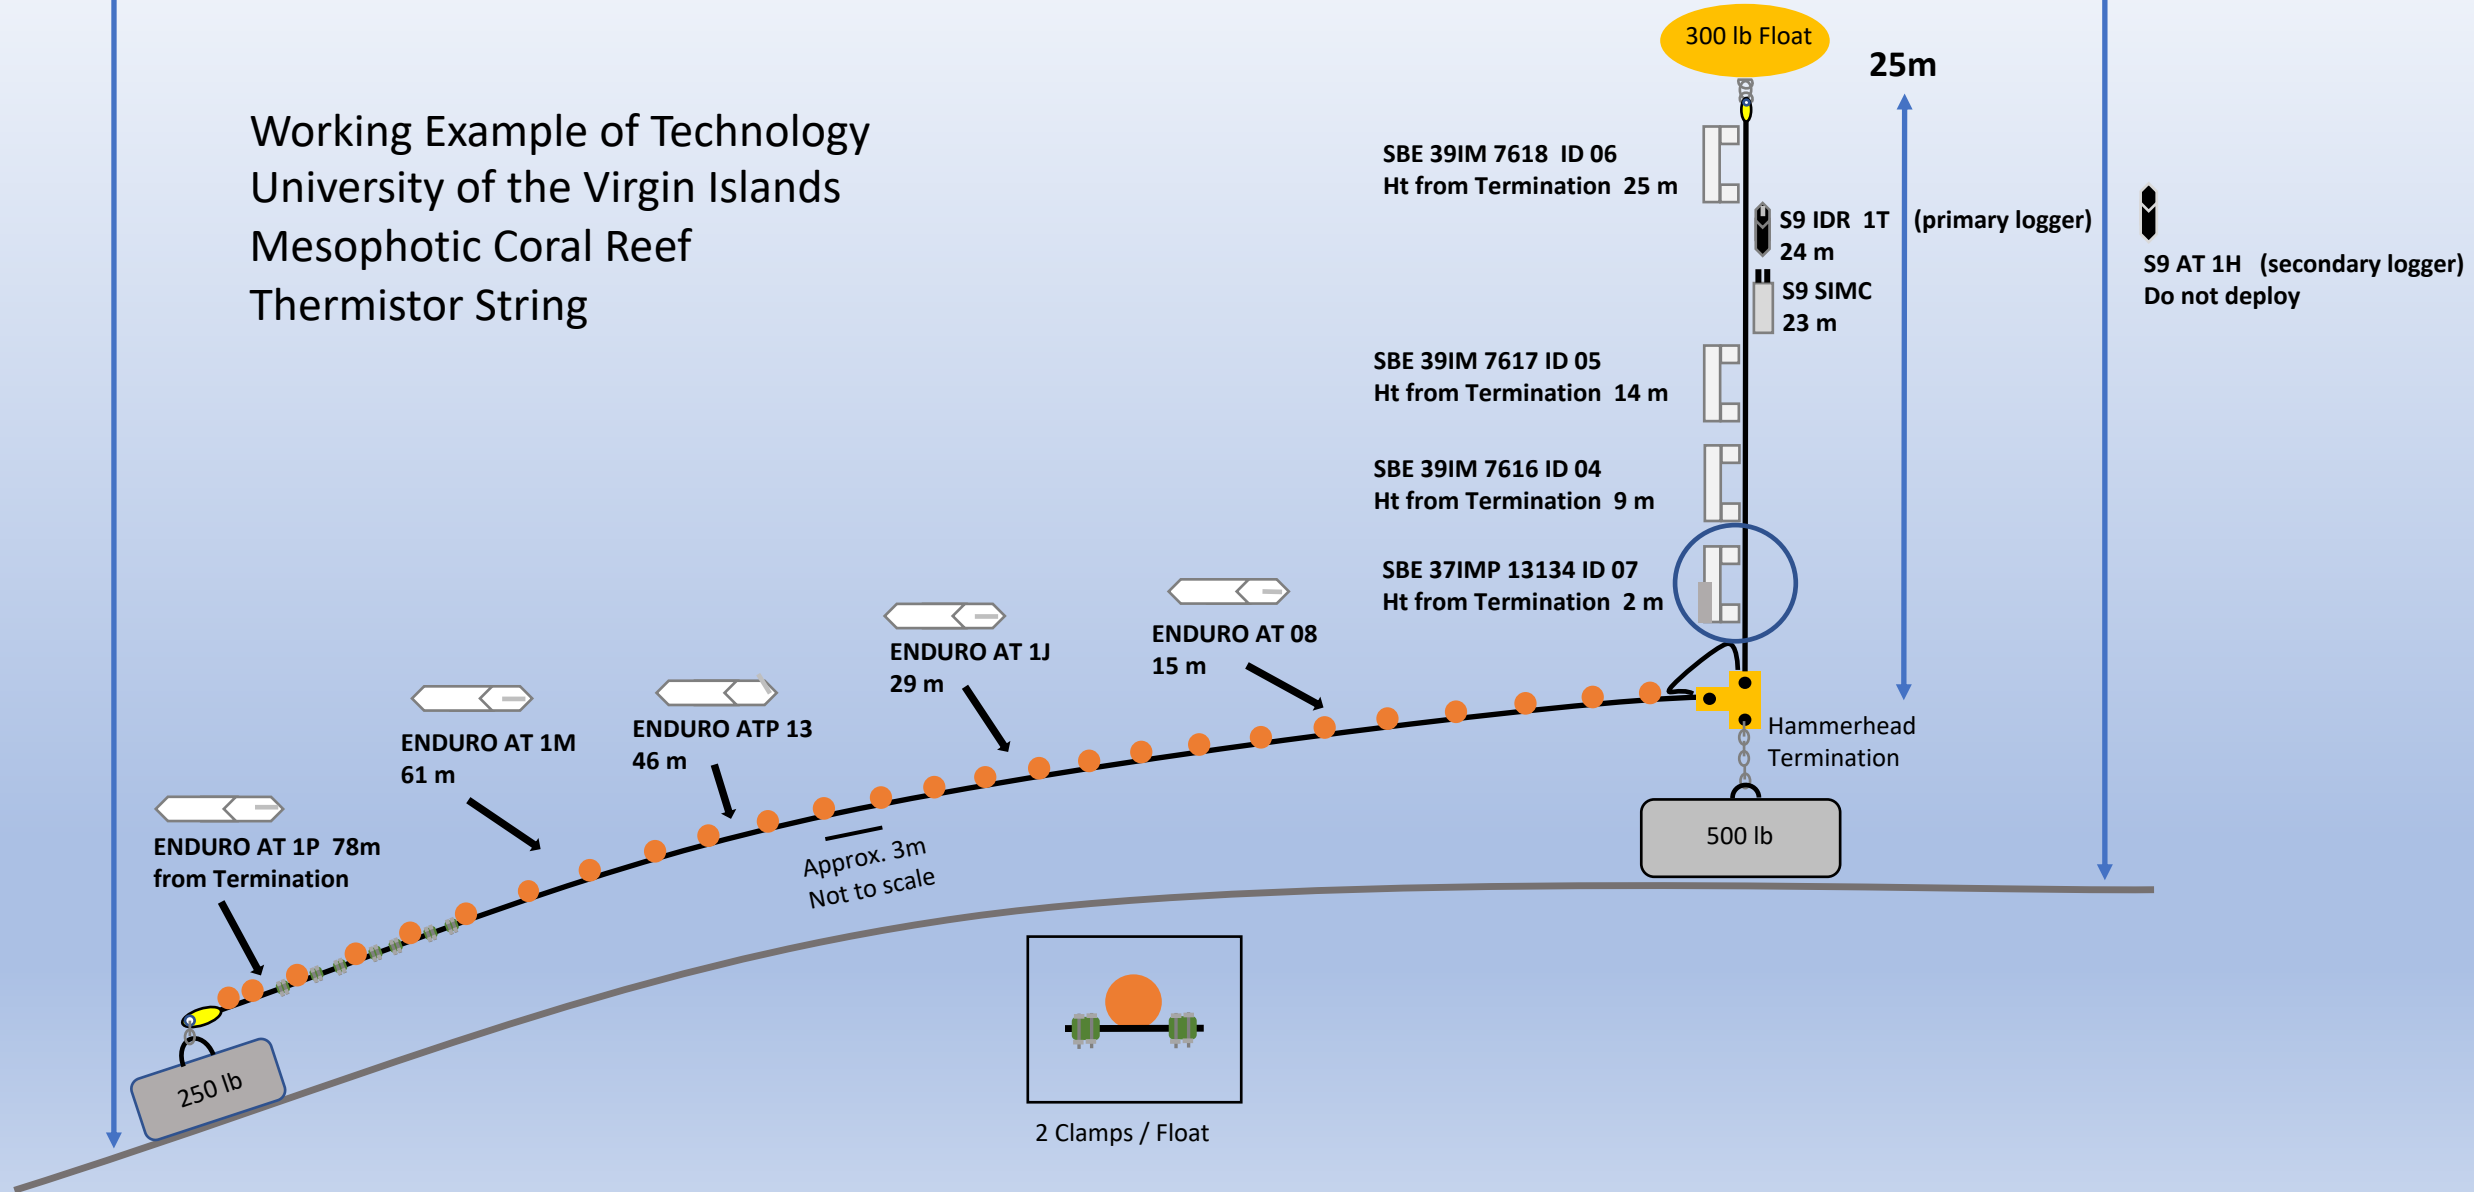 Working Example of Technology
University of the Virgin Islands
Mesophotic Coral Reef
Thermistor String
300 lb Float
25m
SBE 39IM 7618 ID 06
Ht from Termination 25 m
S9 IDR 1T (primary logger)
24 m
S9 SIMC
23 m
S9 AT 1H (secondary logger)
Do not deploy
SBE 39IM 7617 ID 05
Ht from Termination 14 m
SBE 39IM 7616 ID 04
Ht from Termination 9 m
SBE 37IMP 13134 ID 07
Ht from Termination 2 m
ENDURO AT 08
15 m
ENDURO AT 1J
29 m
ENDURO ATP 13
46 m
ENDURO AT 1M
61 m
ENDURO AT 1P 78m
from Termination
Hammerhead
Termination
500 lb
Approx. 3m
Not to scale
250 lb
2 Clamps / Float